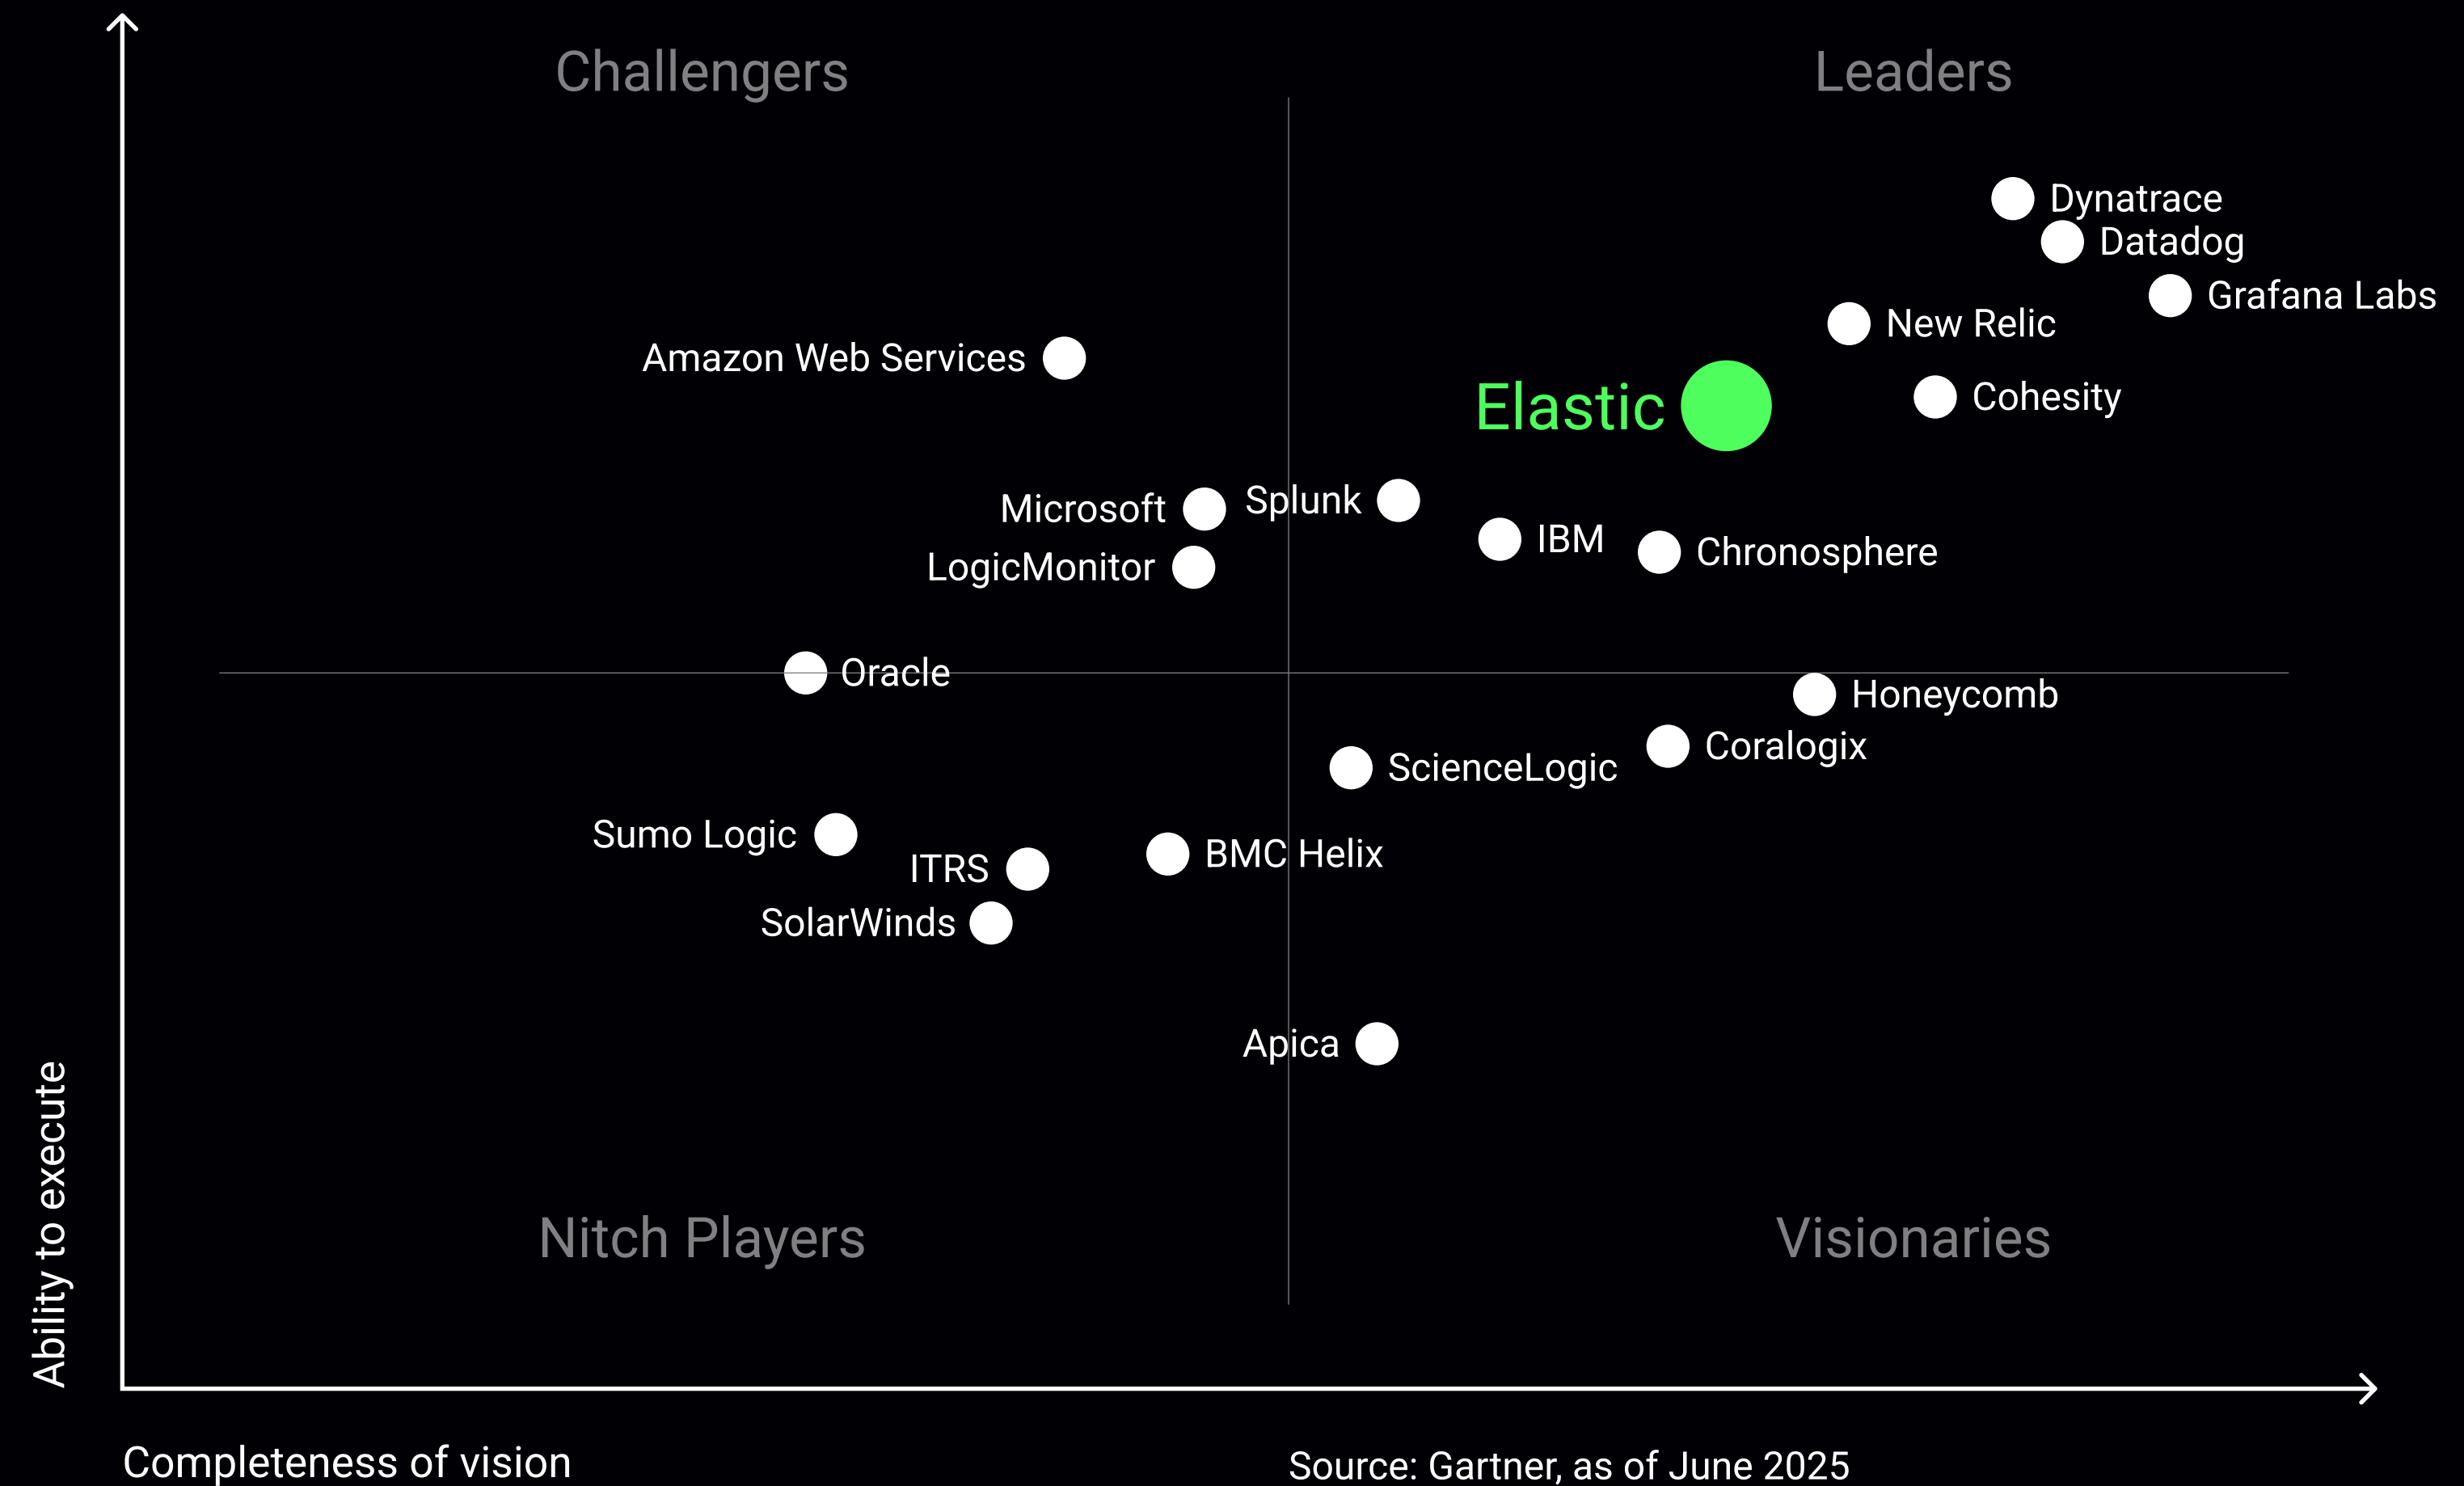 Challengers
Leaders
Dynatrace
Datadog
Grafana Labs
New Relic
Amazon Web Services
Elastic
Cohesity
Microsoft
Splunk
IBM
Chronosphere
LogicMonitor
Oracle
Honeycomb
Coralogix
ScienceLogic
Sumo Logic
ITRS
BMC Helix
SolarWinds
Apica
Nitch Players
Visionaries
Ability to execute
Completeness of vision
Source: Gartner, as of June 2025